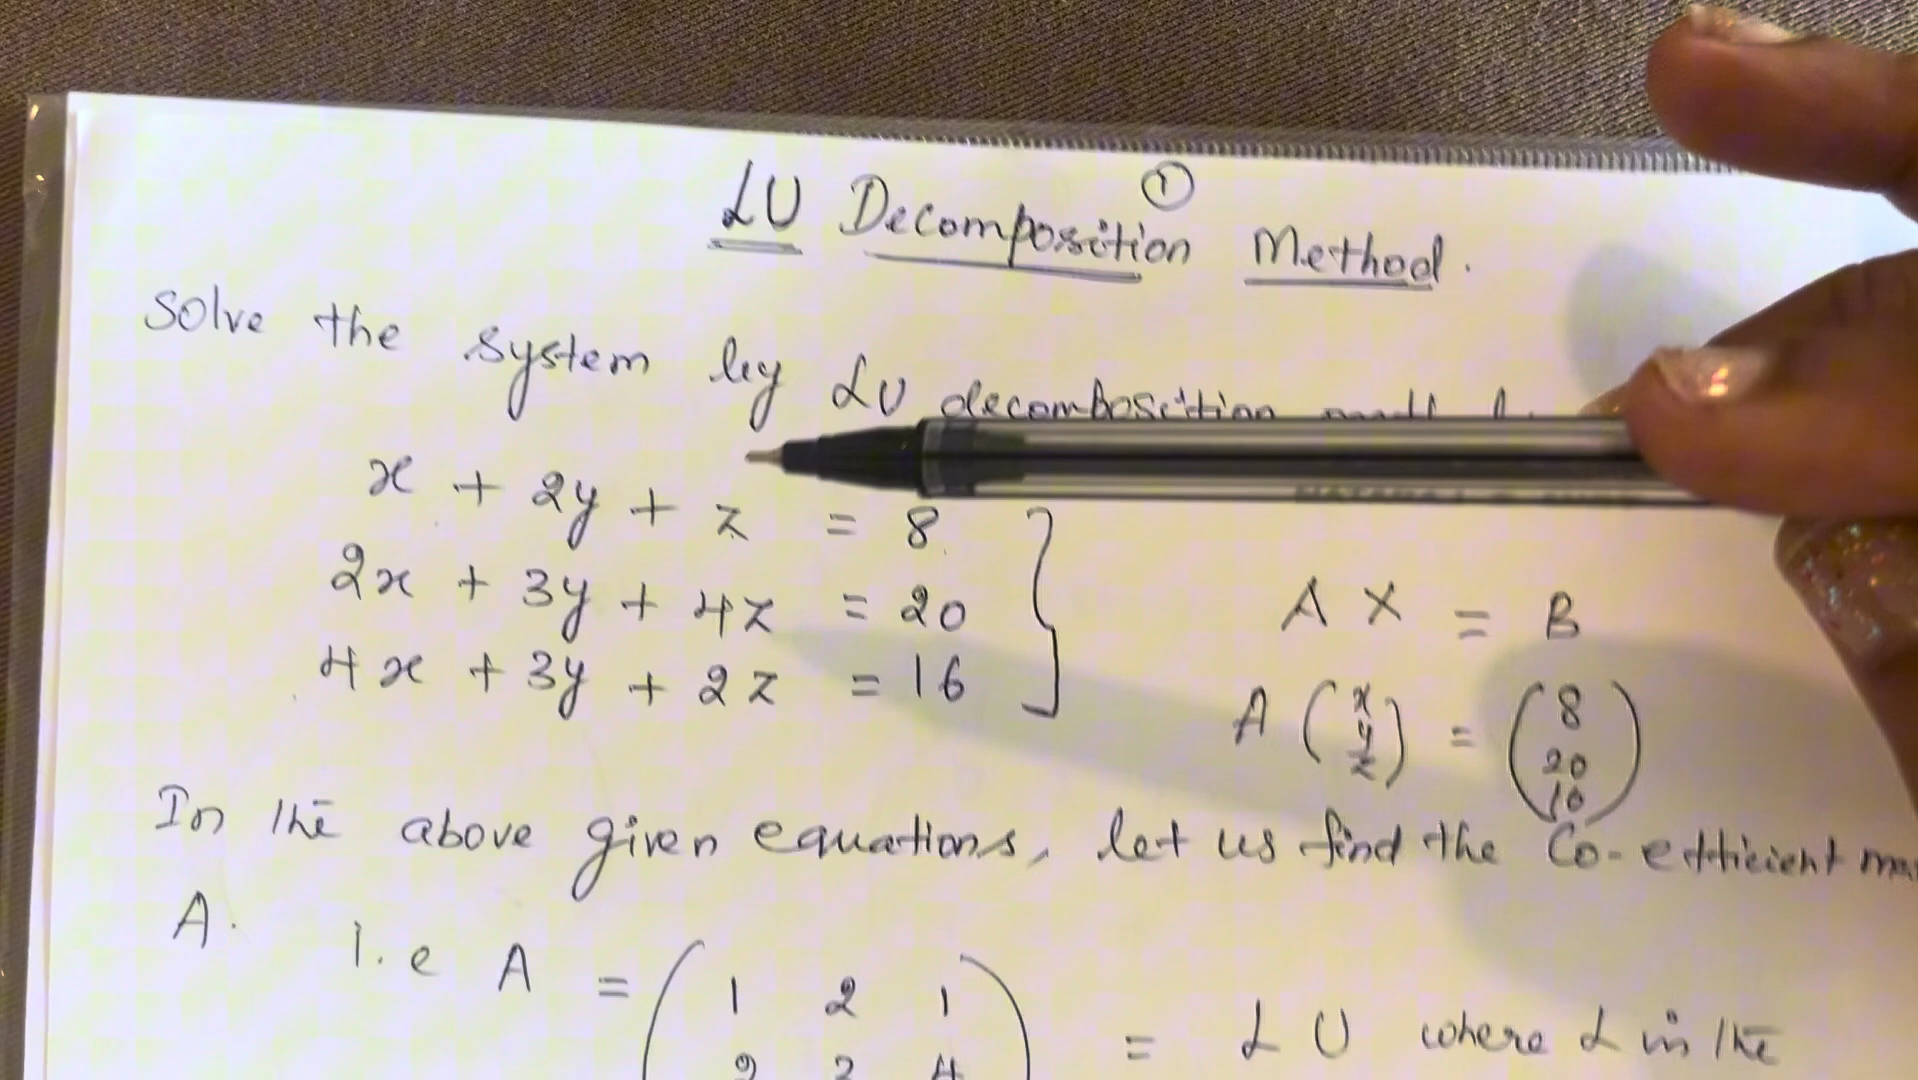 ①
LU Decomposition Method.
Solve the system by LU decomposition
x + 2y + z = 8
2x + 3y + 4z = 20
4x + 3y + 2z = 16
A X = B
A (x y z) = (8 20 16)
In the above given equations, let us find the Co-efficient
A. i.e A = ( 1 2 1 )
= LU where L is the